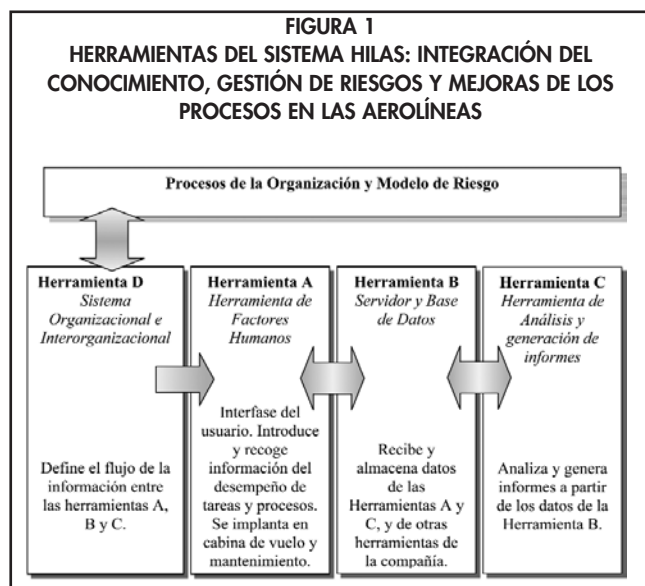 FIGURA 1
HERRAMIENTAS DEL SISTEMA HILAS: INTEGRACIÓN DEL
CONOCIMIENTO, GESTIÓN DE RIESGOS Y MEJORAS DE LOS
PROCESOS EN LAS AEROLÍNEAS
Procesos de la Organización y Modelo de Riesgo
Herramienta D
Sistema
Organizacional e
Interorganizacional
Define el flujo de la
información entre
las herramientas A,
B y C.
Herramienta A
Herramienta de
Factores
Humanos
Interfase del
usuario. Introduce
y recoge
información del
desempeño de
tareas y procesos.
Se implanta en
cabina de vuelo y
mantenimiento.
Herramienta B
Servidor y Base
de Datos
Recibe y
almacena datos
de las
Herramientas A y
C, y de otras
herramientas de
la compañía.
Herramienta C
Herramienta de
Análisis y
generación de
informes
Analiza y genera
informes a partir
de los datos de la
Herramienta B.